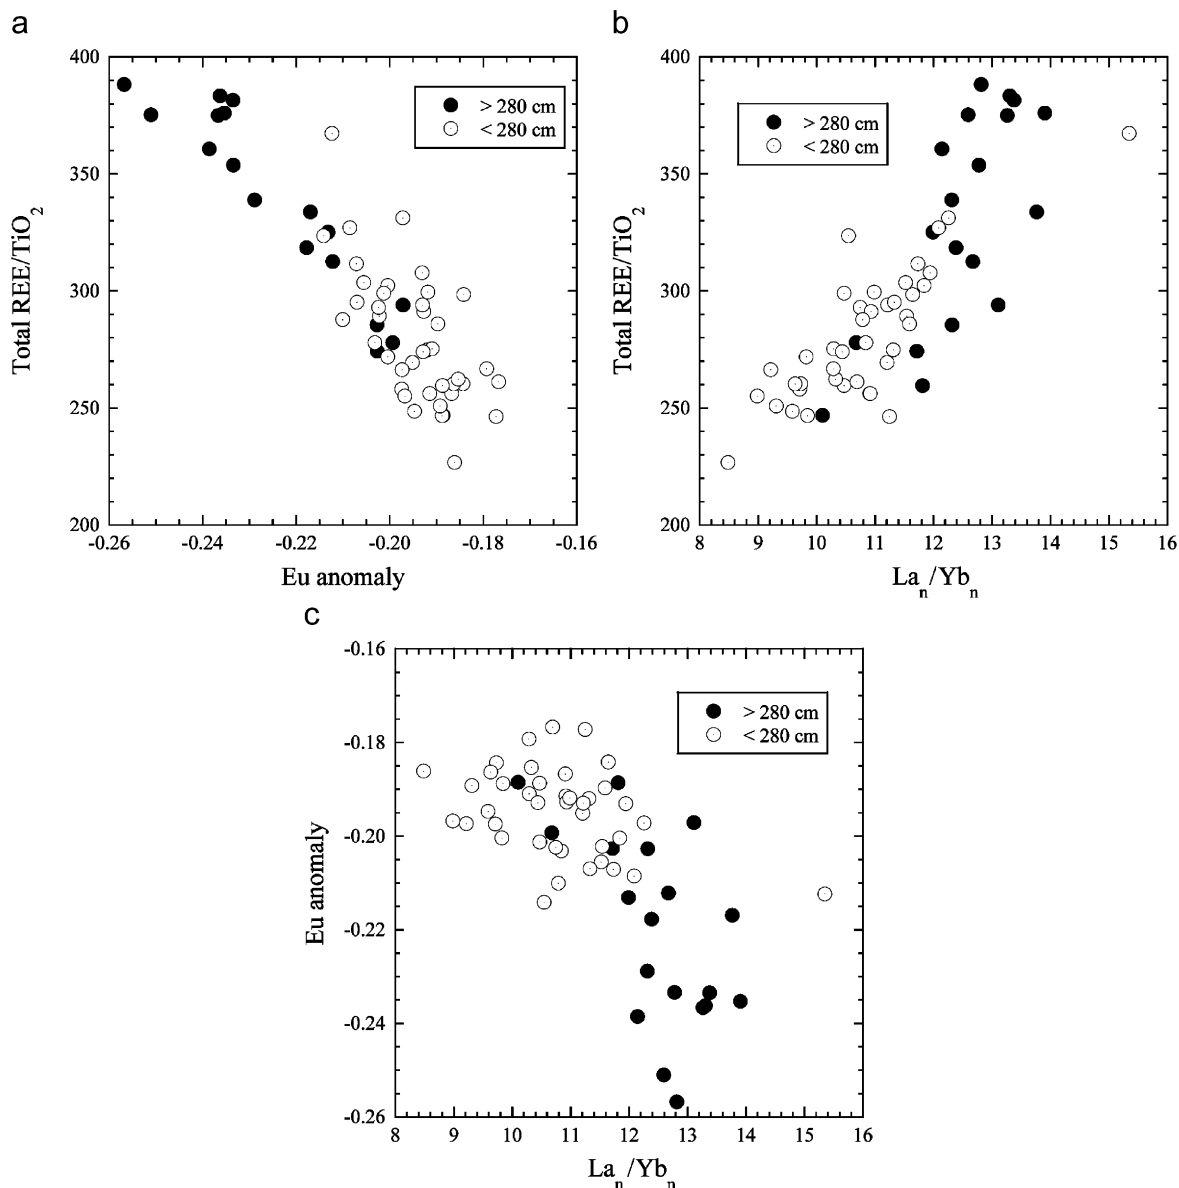 a
400
350
300
250
200
-0.26
-0.24
-0.22
-0.20
-0.18
-0.16
Total REE/TiO2
Eu anomaly
> 280 cm
< 280 cm
b
400
350
300
250
200
8
9
10
11
12
13
14
15
16
Total REE/TiO2
Lan/Ybn
> 280 cm
< 280 cm
c
-0.16
-0.18
-0.20
-0.22
-0.24
-0.26
8
9
10
11
12
13
14
15
16
Eu anomaly
Lan/Ybn
> 280 cm
< 280 cm